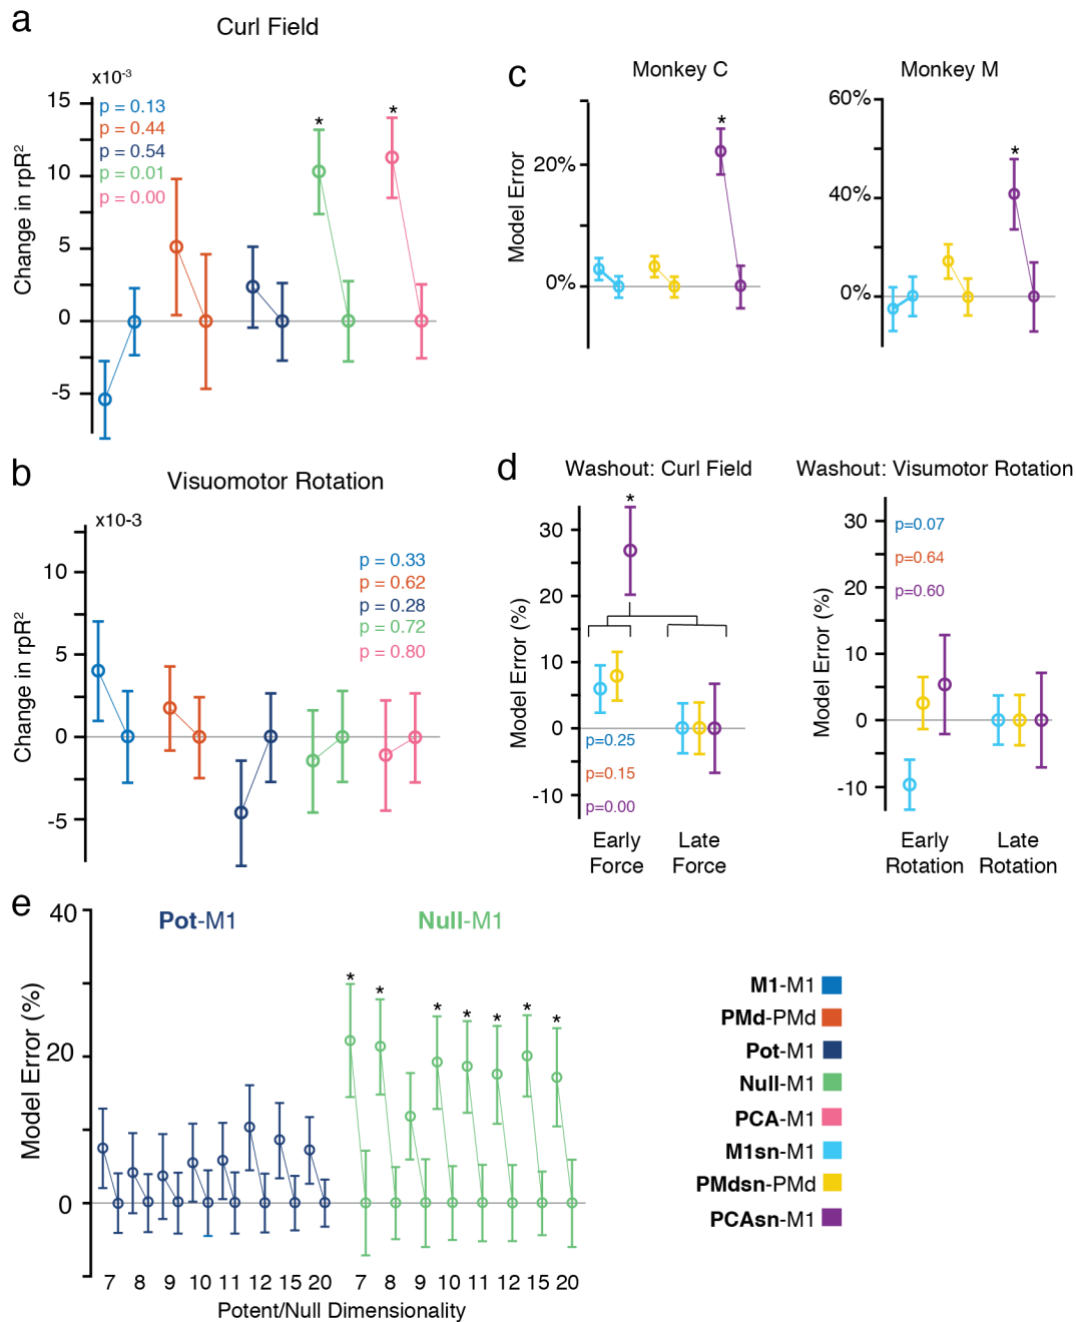 a
Curl Field
x10-3
15
10
5
0
-5
Change in rpR²
p = 0.13
p = 0.44
p = 0.54
p = 0.01
p = 0.00
*
*
b
Visuomotor Rotation
x10-3
10
5
0
-5
Change in rpR²
p = 0.33
p = 0.62
p = 0.28
p = 0.72
p = 0.80
c
Monkey C
Model Error
20%
0%
*
Monkey M
60%
40%
0%
*
d
Washout: Curl Field
Model Error (%)
30
20
10
0
-10
*
p=0.25
p=0.15
p=0.00
Early
Force
Late
Force
Washout: Visumotor Rotation
Model Error (%)
30
20
10
0
-10
p=0.07
p=0.64
p=0.60
Early
Rotation
Late
Rotation
e
Model Error (%)
40
20
0
Pot-M1
Null-M1
* * * * * * *
7 8 9 10 11 12 15 20 7 8 9 10 11 12 15 20
Potent/Null Dimensionality
M1-M1
PMd-PMd
Pot-M1
Null-M1
PCA-M1
M1sn-M1
PMdsn-PMd
PCAsn-M1